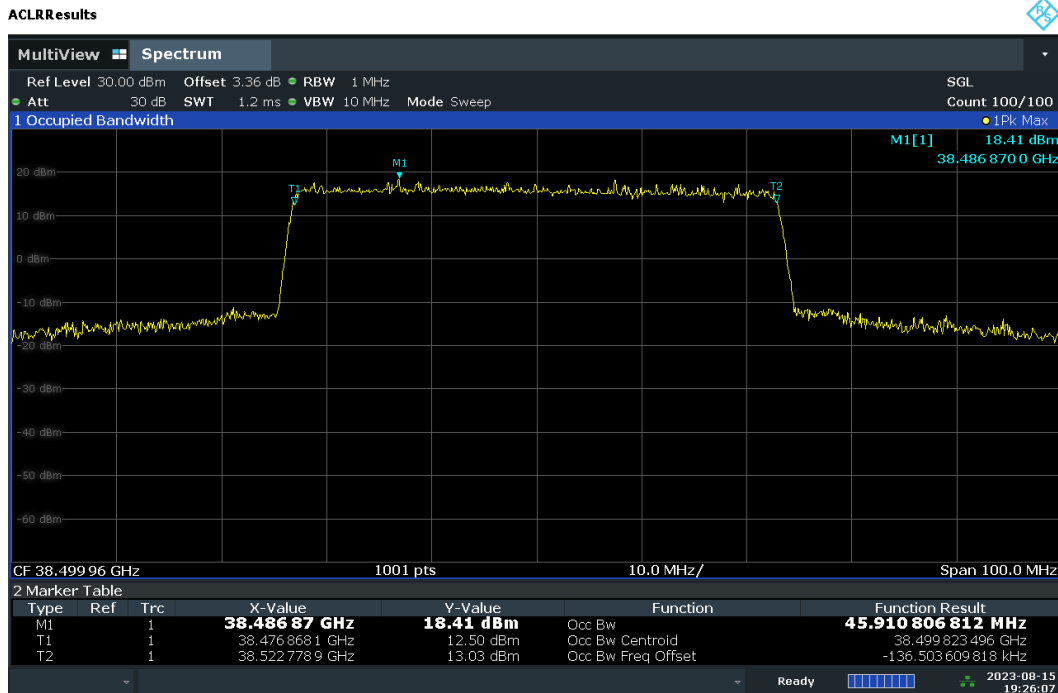 ACLRResults
R&S
MultiView Spectrum
Ref Level 30.00 dBm Offset 3.36 dB RBW 1 MHz SGL
Att 30 dB SWT 1.2 ms VBW 10 MHz Mode Sweep Count 100/100
1 Occupied Bandwidth 1Pk Max
M1[1] 18.41 dBm
38.486 870 0 GHz
M1
20 dBm
T1 T2
10 dBm
0 dBm
-10 dBm
-20 dBm
-30 dBm
-40 dBm
-50 dBm
-60 dBm
CF 38.499 96 GHz 1001 pts 10.0 MHz/ Span 100.0 MHz
2 Marker Table
Type Ref Trc X-Value Y-Value Function Function Result
M1 1 38.486 87 GHz 18.41 dBm Occ Bw 45.910 806 812 MHz
T1 1 38.476 868 1 GHz 12.50 dBm Occ Bw Centroid 38.499 823 496 GHz
T2 1 38.522 778 9 GHz 13.03 dBm Occ Bw Freq Offset -136.503 609 818 kHz
Ready 2023-08-15
19:26:07